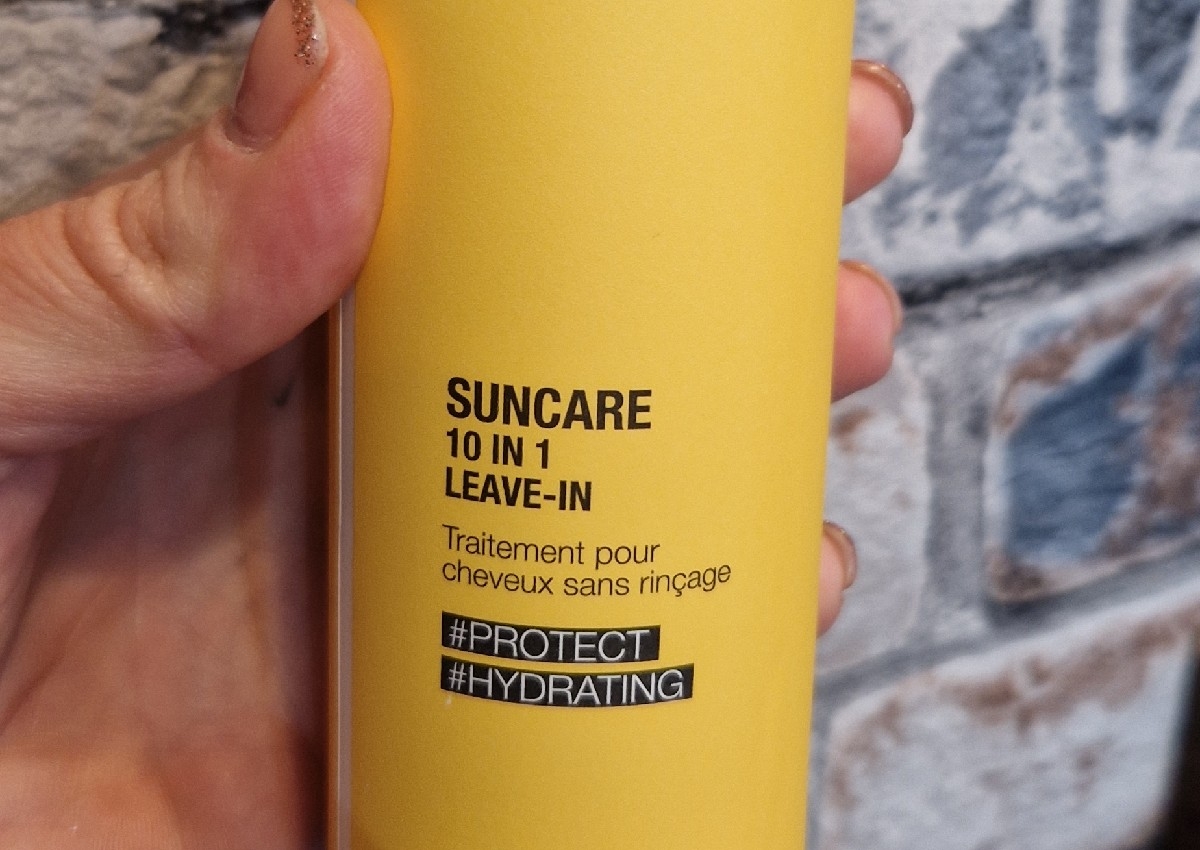 SUNCARE
10 IN 1
LEAVE-IN
Traitement pour
cheveux sans rinçage
#PROTECT
#HYDRATING